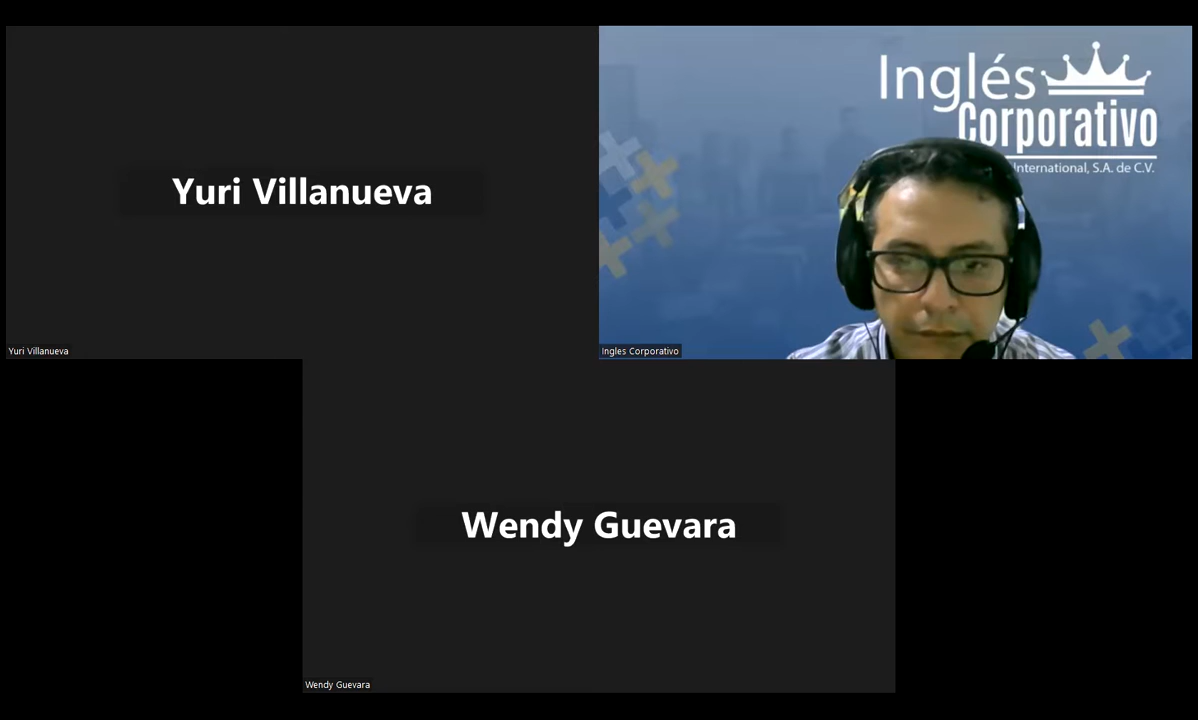 Yuri Villanueva
Yuri Villanueva
Inglés
Corporativo
International, S.A. de C.V.
Ingles Corporativo
Wendy Guevara
Wendy Guevara